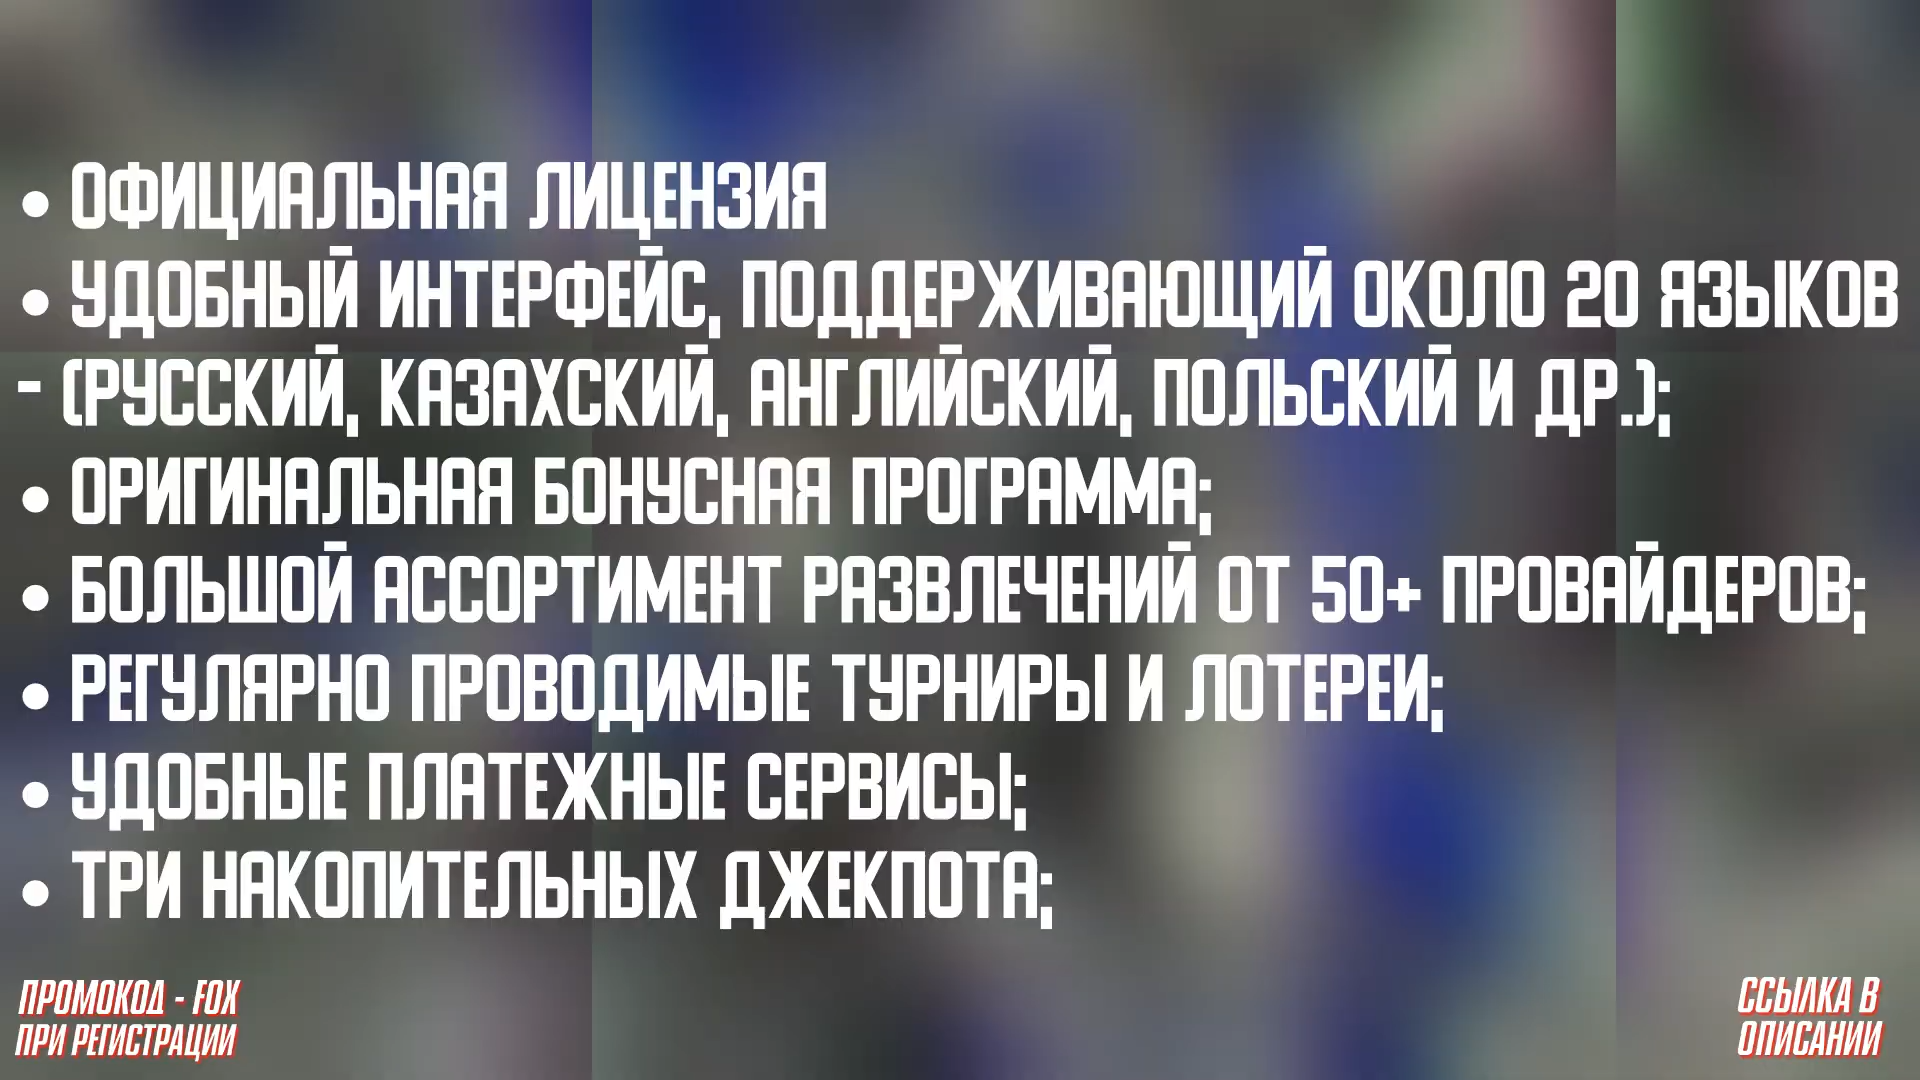 • ОФИЦИАЛЬНАЯ ЛИЦЕНЗИЯ
• УДОБНЫЙ ИНТЕРФЕЙС, ПОДДЕРЖИВАЮЩИЙ ОКОЛО 20 ЯЗЫКОВ
- (РУССКИЙ, КАЗАХСКИЙ, АНГЛИЙСКИЙ, ПОЛЬСКИЙ И ДР.);
• ОРИГИНАЛЬНАЯ БОНУСНАЯ ПРОГРАММА;
• БОЛЬШОЙ АССОРТИМЕНТ РАЗВЛЕЧЕНИЙ ОТ 50+ ПРОВАЙДЕРОВ;
• РЕГУЛЯРНО ПРОВОДИМЫЕ ТУРНИРЫ И ЛОТЕРЕИ;
• УДОБНЫЕ ПЛАТЕЖНЫЕ СЕРВИСЫ;
• ТРИ НАКОПИТЕЛЬНЫХ ДЖЕКПОТА;
ПРОМОКОД - FOX
ПРИ РЕГИСТРАЦИИ
ССЫЛКА В
ОПИСАНИИ